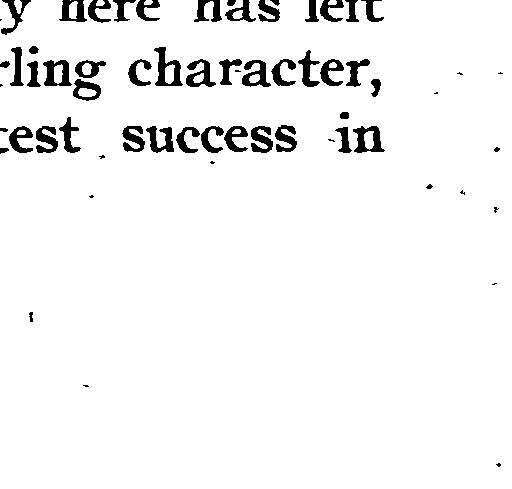 y here has left
rling character,
test success in